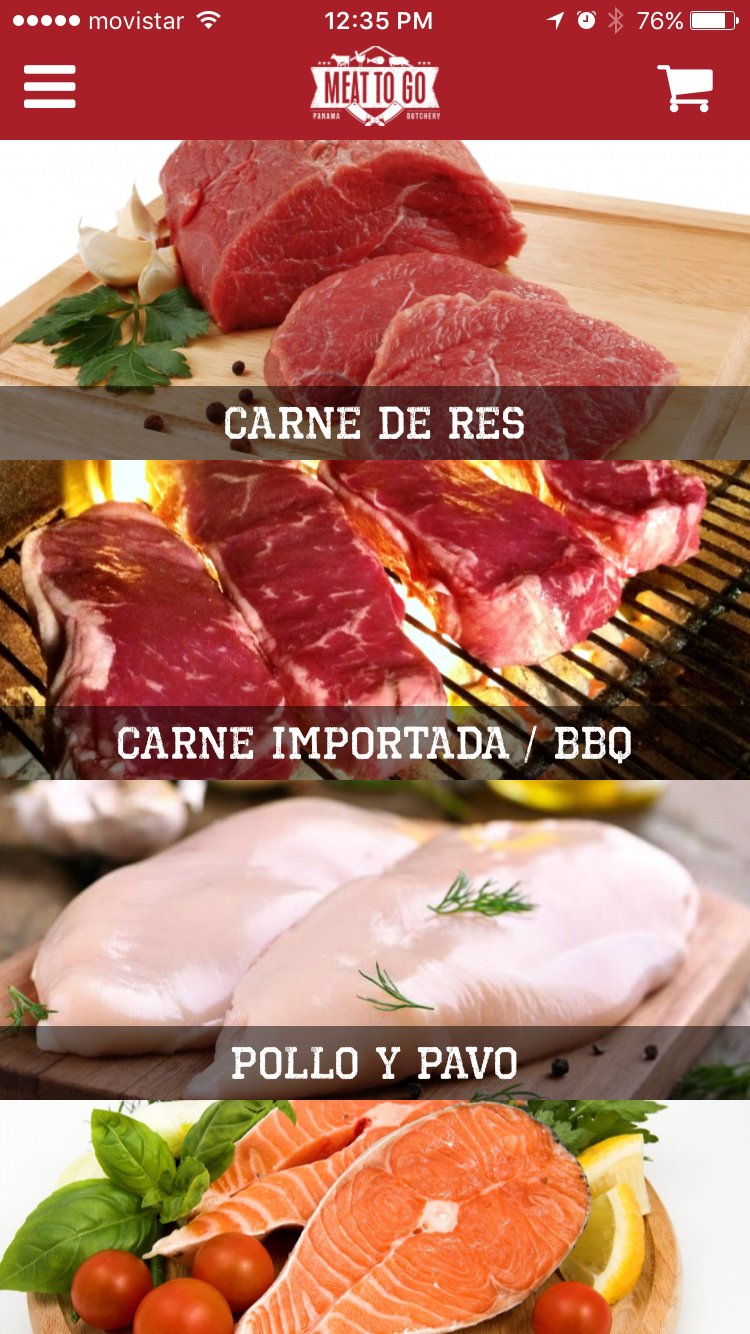 movistar 12:35 PM 76%
MEAT TO GO
PANAMA BUTCHERY
CARNE DE RES
CARNE IMPORTADA / BBQ
POLLO Y PAVO